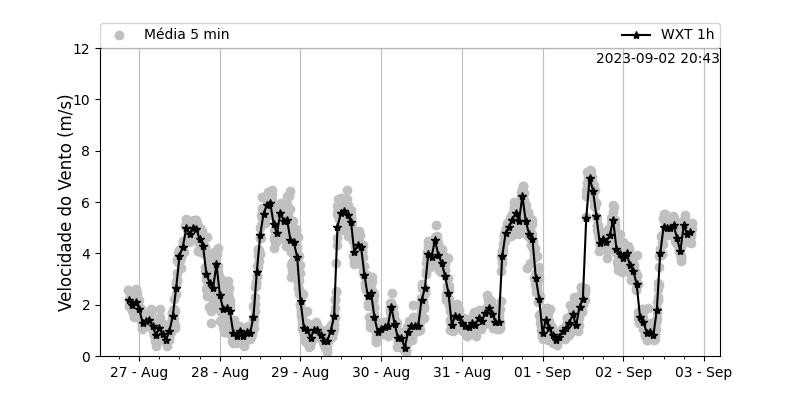 Média 5 min
WXT 1h
2023-09-02 20:43
Velocidade do Vento (m/s)
12
10
8
6
4
2
0
27 - Aug
28 - Aug
29 - Aug
30 - Aug
31 - Aug
01 - Sep
02 - Sep
03 - Sep